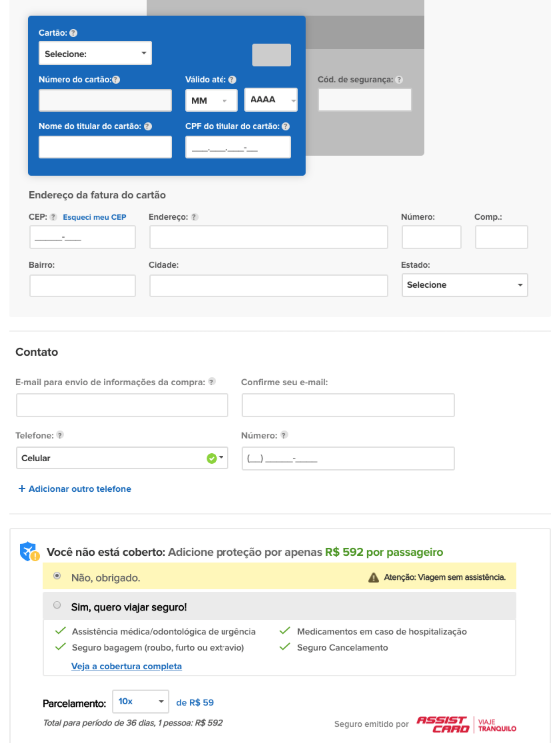 Cartão: ?
Selecione:
Número do cartão: ? Válido até: ? Cód. de segurança: ?
MM AAAA
Nome do titular do cartão: ? CPF do titular do cartão: ?
___.___.___-__
Endereço da fatura do cartão
CEP: ? Esqueci meu CEP Endereço: ? Número: Comp.:
_____-___
Bairro: Cidade: Estado:
Selecione
Contato
E-mail para envio de informações da compra: ? Confirme seu e-mail:
Telefone: ? Número: ?
Celular (__) _____-____
+ Adicionar outro telefone
Você não está coberto: Adicione proteção por apenas R$ 592 por passageiro
Não, obrigado. Atenção: Viagem sem assistência.
Sim, quero viajar seguro!
Assistência médica/odontológica de urgência Medicamentos em caso de hospitalização
Seguro bagagem (roubo, furto ou extravio) Seguro Cancelamento
Veja a cobertura completa
Parcelamento: 10x de R$ 59
Total para período de 36 dias, 1 pessoa: R$ 592
Seguro emitido por ASSIST CARD VIAJE TRANQUILO